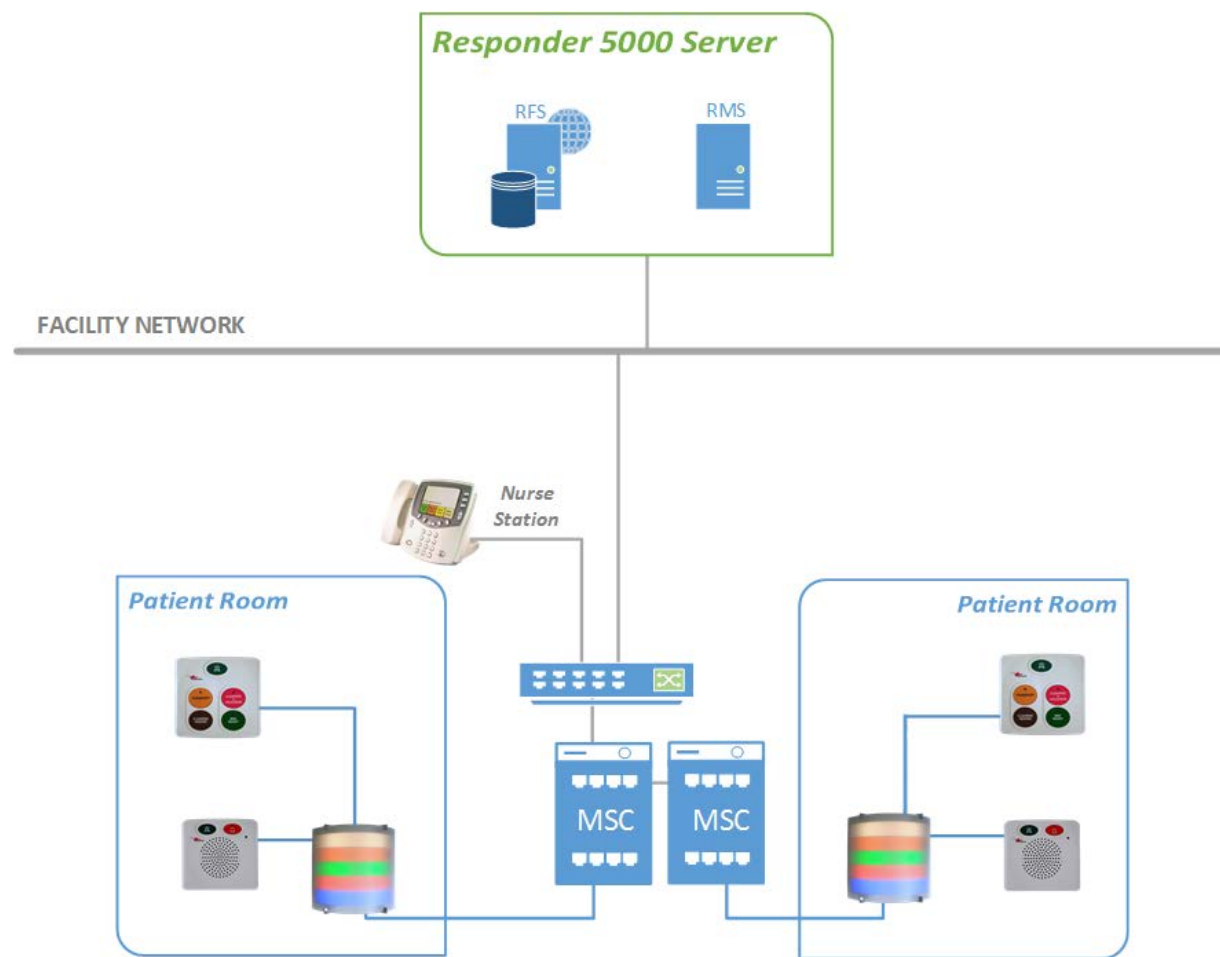 Responder 5000 Server
RFS
RMS
FACILITY NETWORK
Nurse
Station
Patient Room
Patient Room
MSC
MSC